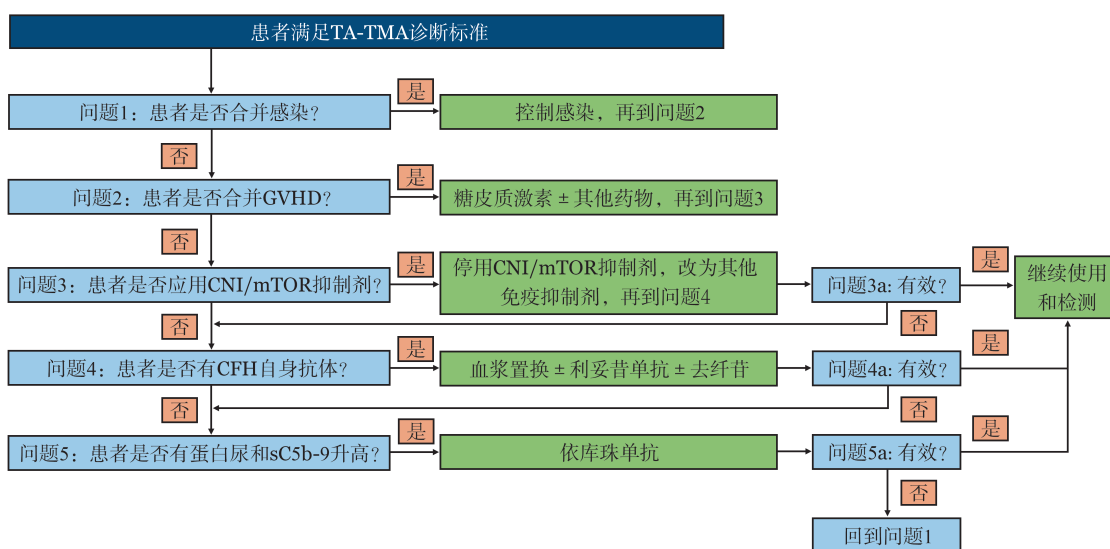 患者满足TA-TMA诊断标准
问题1：患者是否合并感染？
是
控制感染，再到问题2
否
问题2：患者是否合并GVHD？
是
糖皮质激素±其他药物，再到问题3
否
问题3：患者是否应用CNI/mTOR抑制剂？
是
停用CNI/mTOR抑制剂，改为其他
免疫抑制剂，再到问题4
问题3a：有效？
是
继续使用
和检测
否
否
问题4：患者是否有CFH自身抗体？
是
血浆置换±利妥昔单抗±去纤苷
问题4a：有效？
是
否
否
问题5：患者是否有蛋白尿和sC5b-9升高？
是
依库珠单抗
问题5a：有效？
是
否
回到问题1